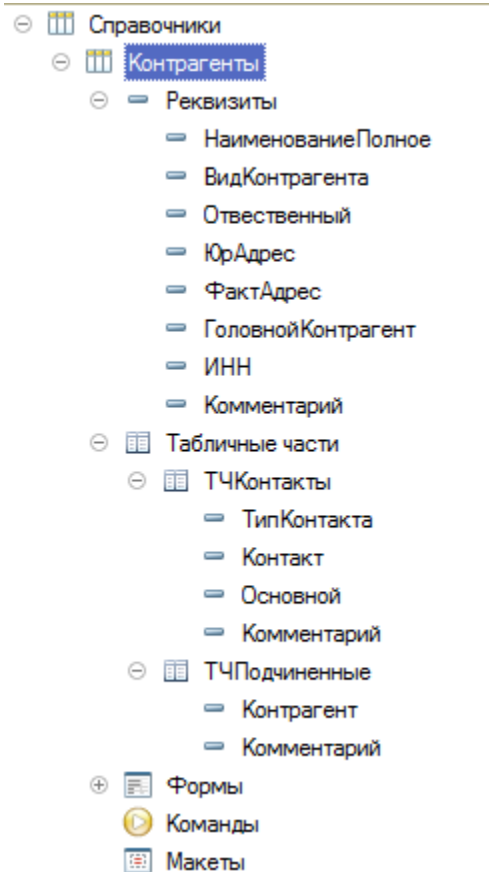 Справочники
Контрагенты
Реквизиты
НаименованиеПолное
ВидКонтрагента
Отвественный
ЮрАдрес
ФактАдрес
ГоловнойКонтрагент
ИНН
Комментарий
Табличные части
ТЧКонтакты
ТипКонтакта
Контакт
Основной
Комментарий
ТЧПодчиненные
Контрагент
Комментарий
Формы
Команды
Макеты